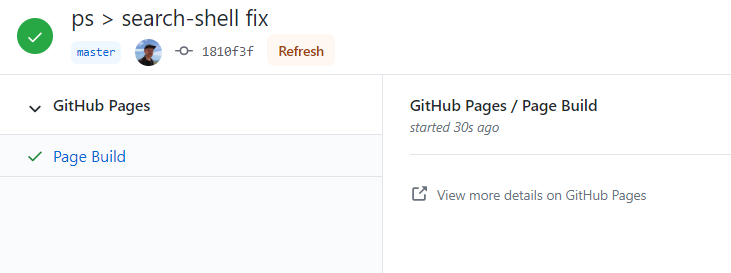 ps > search-shell fix
master 1810f3f Refresh
GitHub Pages
Page Build
GitHub Pages / Page Build
started 30s ago
View more details on GitHub Pages